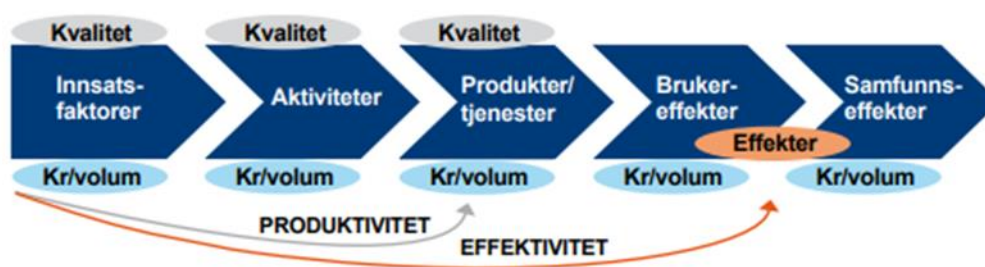 Kvalitet
Kvalitet
Kvalitet
Innsats-
faktorer
Aktiviteter
Produkter/
tjenester
Bruker-
effekter
Samfunns-
effekter
Effekter
Kr/volum
Kr/volum
Kr/volum
Kr/volum
Kr/volum
PRODUKTIVITET
EFFEKTIVITET